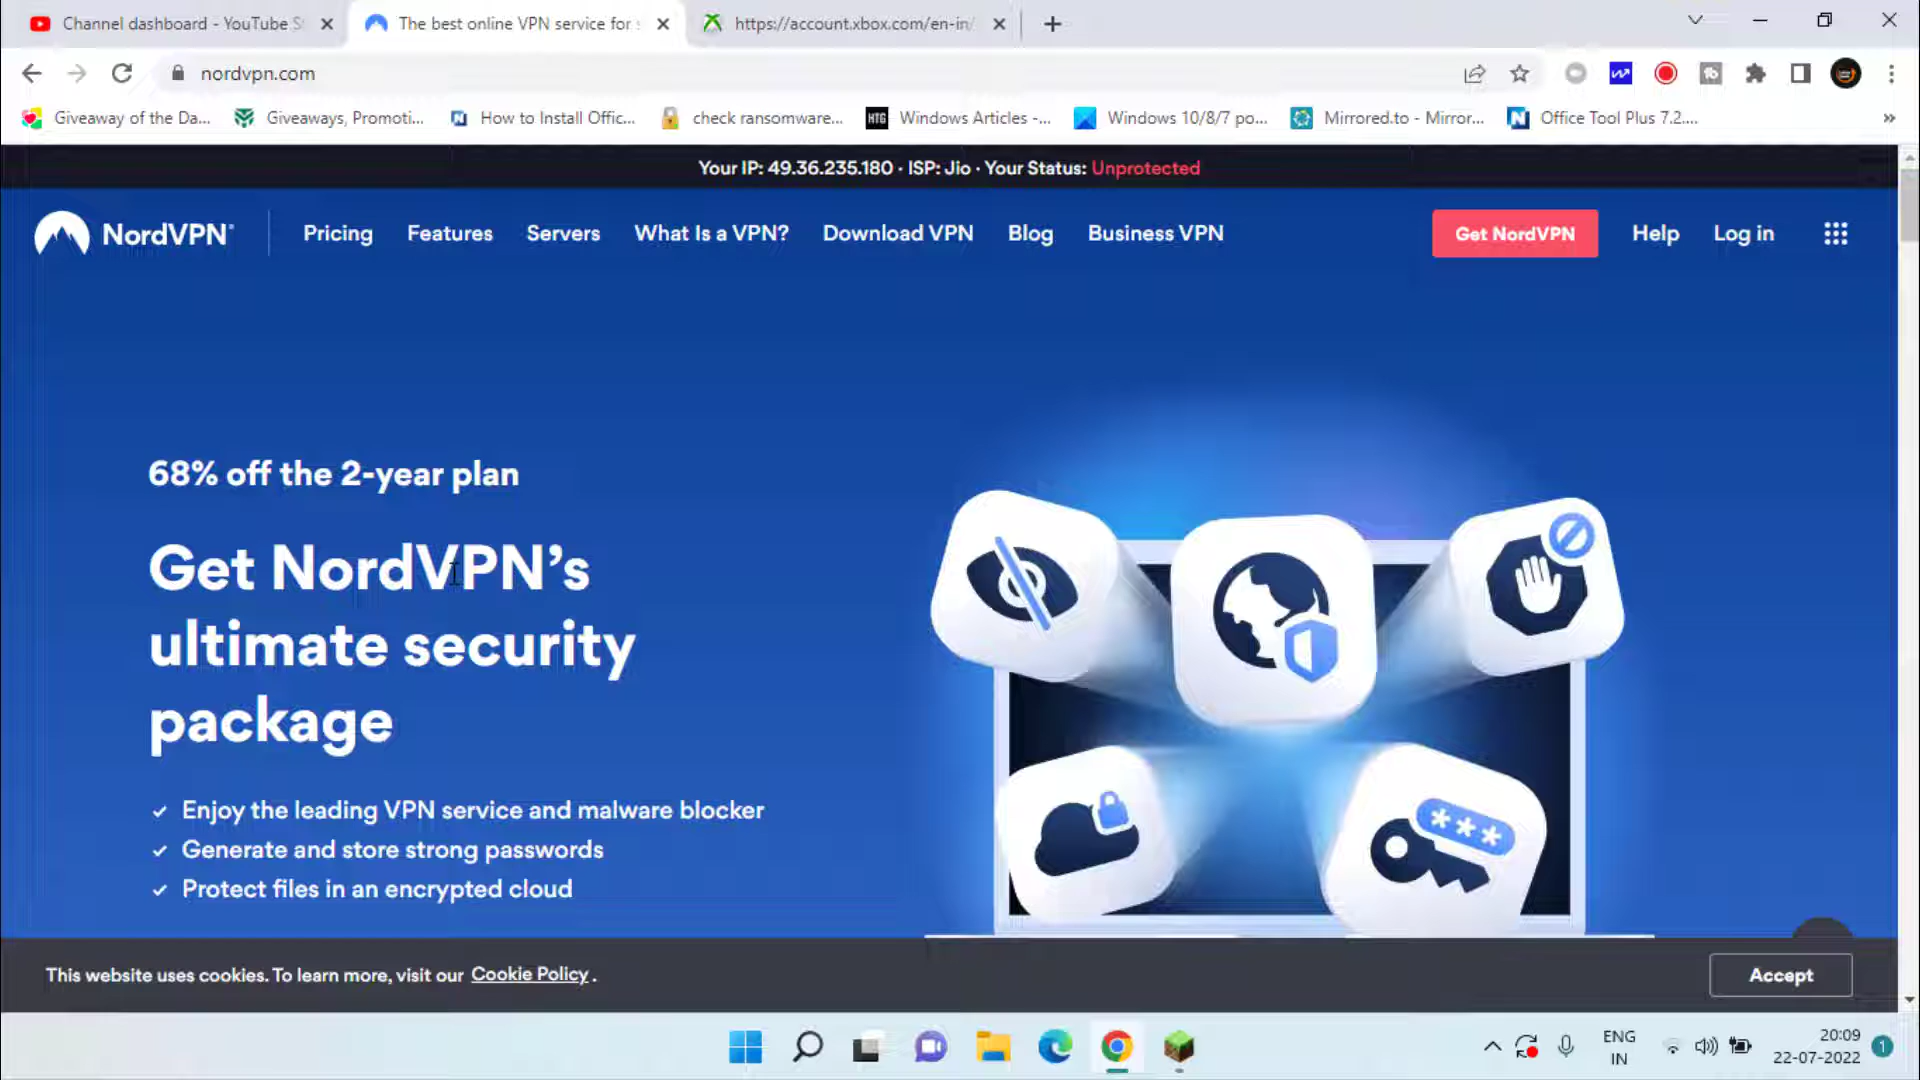 Channel dashboard - YouTube S
The best online VPN service for s
https://account.xbox.com/en-in/
nordvpn.com
Giveaway of the Da...
Giveaways, Promoti...
How to Install Offic...
check ransomware...
HTG
Windows Articles -...
Windows 10/8/7 po...
Mirrored.to - Mirror...
Office Tool Plus 7.2....
Your IP: 49.36.235.180 · ISP: Jio · Your Status: Unprotected
NordVPN®
Pricing
Features
Servers
What Is a VPN?
Download VPN
Blog
Business VPN
Get NordVPN
Help
Log in
68% off the 2-year plan
Get NordVPN’s
ultimate security
package
Enjoy the leading VPN service and malware blocker
Generate and store strong passwords
Protect files in an encrypted cloud
***
This website uses cookies. To learn more, visit our Cookie Policy .
Accept
ENG
IN
20:09
22-07-2022
1